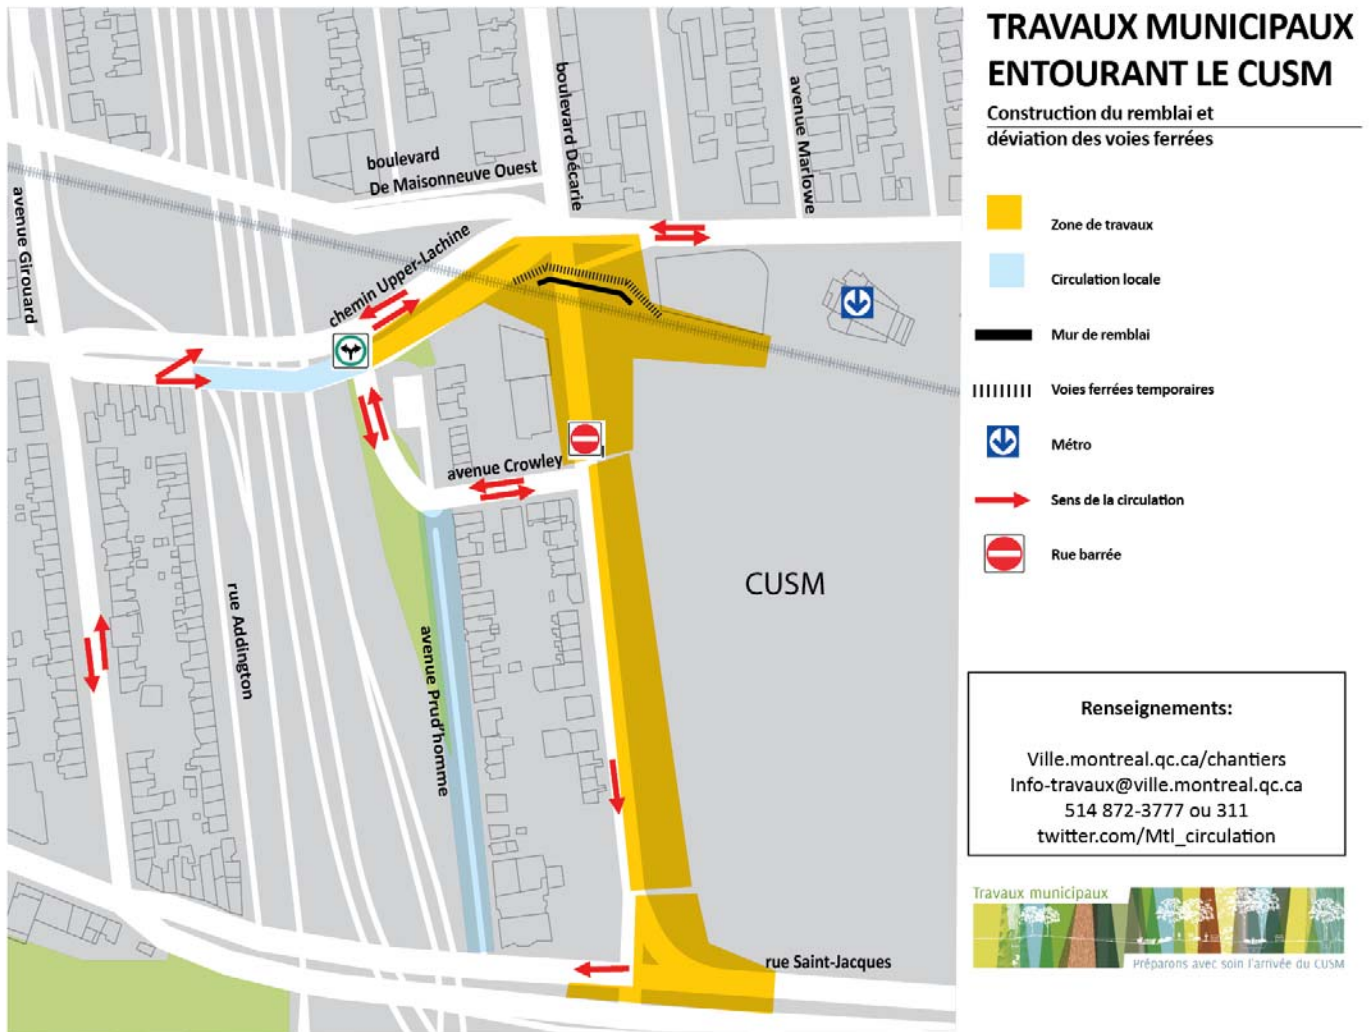 TRAVAUX MUNICIPAUX
ENTOURANT LE CUSM
Construction du remblai et
déviation des voies ferrées
Zone de travaux
Circulation locale
Mur de remblai
Voies ferrées temporaires
Métro
Sens de la circulation
Rue barrée
Renseignements:
Ville.montreal.qc.ca/chantiers
Info-travaux@ville.montreal.qc.ca
514 872-3777 ou 311
twitter.com/Mtl_circulation
Travaux municipaux
Préparons avec soin l'arrivée du CUSM
boulevard
De Maisonneuve Ouest
boulevard Décarie
avenue Marlowe
avenue Girouard
chemin Upper-Lachine
avenue Crowley
rue Addington
avenue Prud'homme
CUSM
rue Saint-Jacques